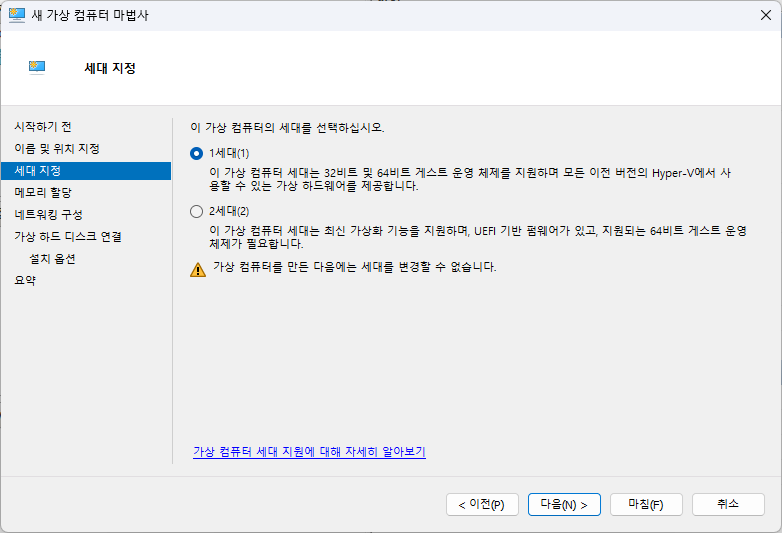 새 가상 컴퓨터 마법사
세대 지정
시작하기 전
이름 및 위치 지정
세대 지정
메모리 할당
네트워킹 구성
가상 하드 디스크 연결
설치 옵션
요약
이 가상 컴퓨터의 세대를 선택하십시오.
1세대(1)
이 가상 컴퓨터 세대는 32비트 및 64비트 게스트 운영 체제를 지원하며 모든 이전 버전의 Hyper-V에서 사
용할 수 있는 가상 하드웨어를 제공합니다.
2세대(2)
이 가상 컴퓨터 세대는 최신 가상화 기능을 지원하며, UEFI 기반 펌웨어가 있고, 지원되는 64비트 게스트 운영
체제가 필요합니다.
가상 컴퓨터를 만든 다음에는 세대를 변경할 수 없습니다.
가상 컴퓨터 세대 지원에 대해 자세히 알아보기
< 이전(P)
다음(N) >
마침(F)
취소